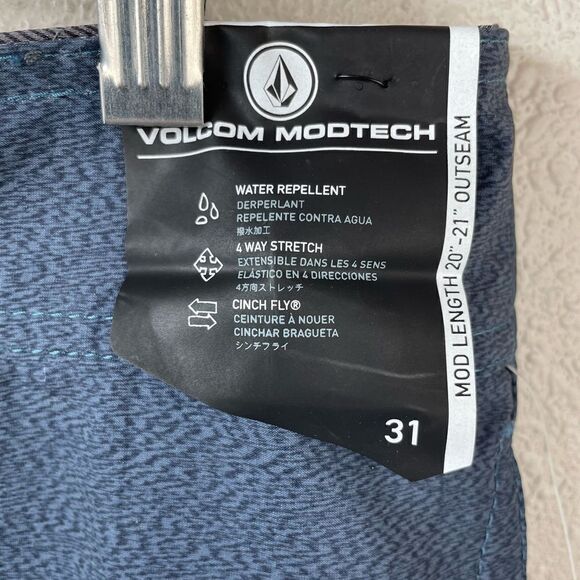 VOLCOM MODTECH
WATER REPELLENT
DEPERLANT
REPELENTE CONTRA AGUA
撥水加工
4 WAY STRETCH
EXTENSIBLE DANS LES 4 SENS
ELÁSTICO EN 4 DIRECCIONES
4方向ストレッチ
CINCH FLY®
CEINTURE À NOUER
CINCHAR BRAGUETA
シンチフライ
31
MOD LENGTH 20"-21" OUTSEAM